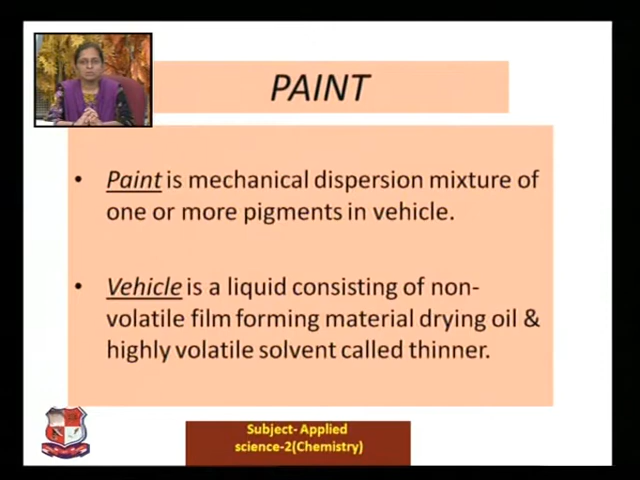 PAINT
• Paint is mechanical dispersion mixture of
one or more pigments in vehicle.
• Vehicle is a liquid consisting of non-
volatile film forming material drying oil &
highly volatile solvent called thinner.
Subject- Applied
science-2(Chemistry)